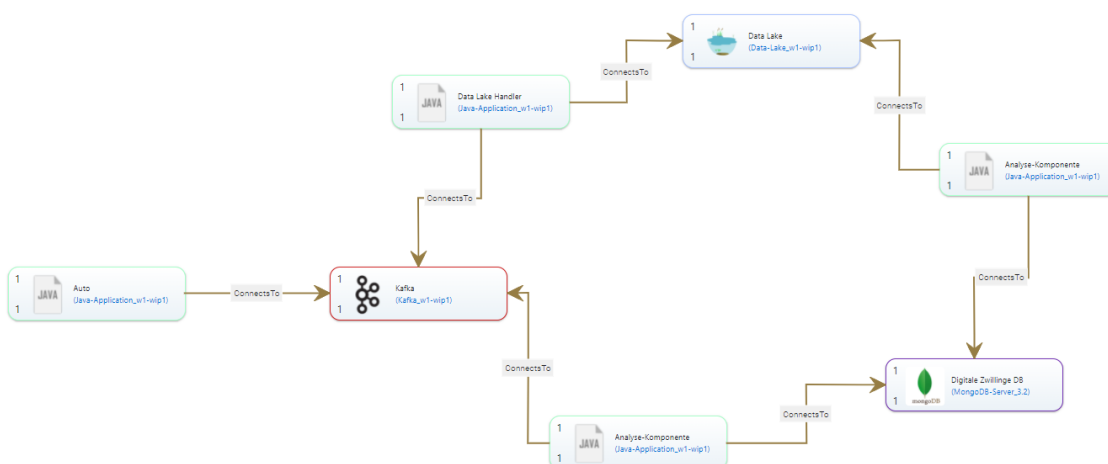 1
1
Data Lake
(Data-Lake_w1-wip1)
ConnectsTo
1
1
JAVA
Data Lake Handler
(Java-Application_w1-wip1)
ConnectsTo
1
1
JAVA
Analyse-Komponente
(Java-Application_w1-wip1)
ConnectsTo
ConnectsTo
1
1
JAVA
Auto
(Java-Application_w1-wip1)
ConnectsTo
1
1
Kafka
(Kafka_w1-wip1)
ConnectsTo
1
1
mongoDB
Digitale Zwillinge DB
(MongoDB-Server_3.2)
ConnectsTo
1
1
JAVA
Analyse-Komponente
(Java-Application_w1-wip1)